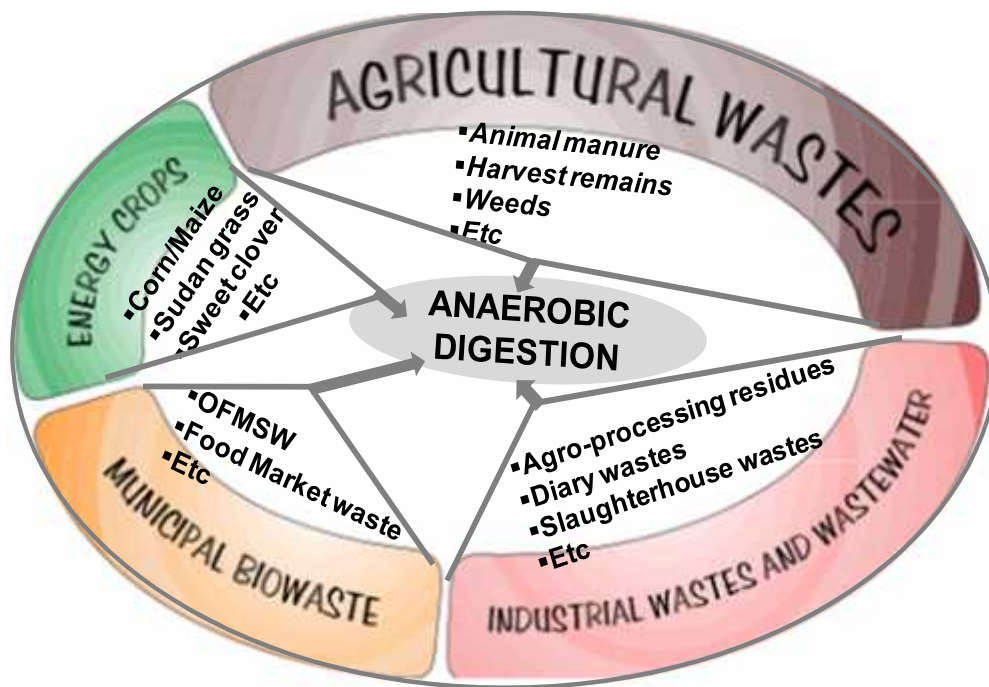 AGRICULTURAL WASTES
▪Animal manure
▪Harvest remains
▪Weeds
▪Etc
ENERGY CROPS
▪Corn/Maize
▪Sudan grass
▪Sweet clover
▪Etc
ANAEROBIC
DIGESTION
▪OFMSW
▪Food Market waste
▪Etc
MUNICIPAL BIOWASTE
▪Agro-processing residues
▪Diary wastes
▪Slaughterhouse wastes
▪Etc
INDUSTRIAL WASTES AND WASTEWATER